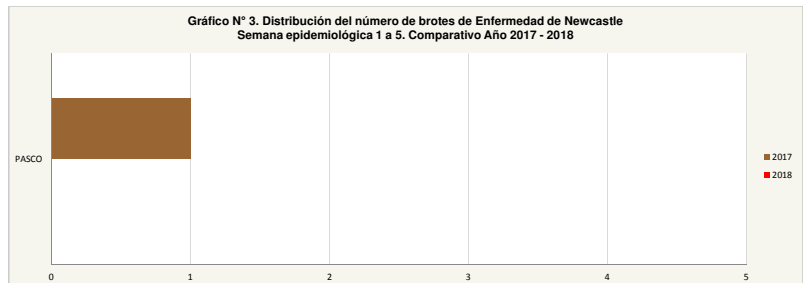 Gráfico N° 3. Distribución del número de brotes de Enfermedad de Newcastle
Semana epidemiológica 1 a 5. Comparativo Año 2017 - 2018
PASCO
2017
2018
0 1 2 3 4 5